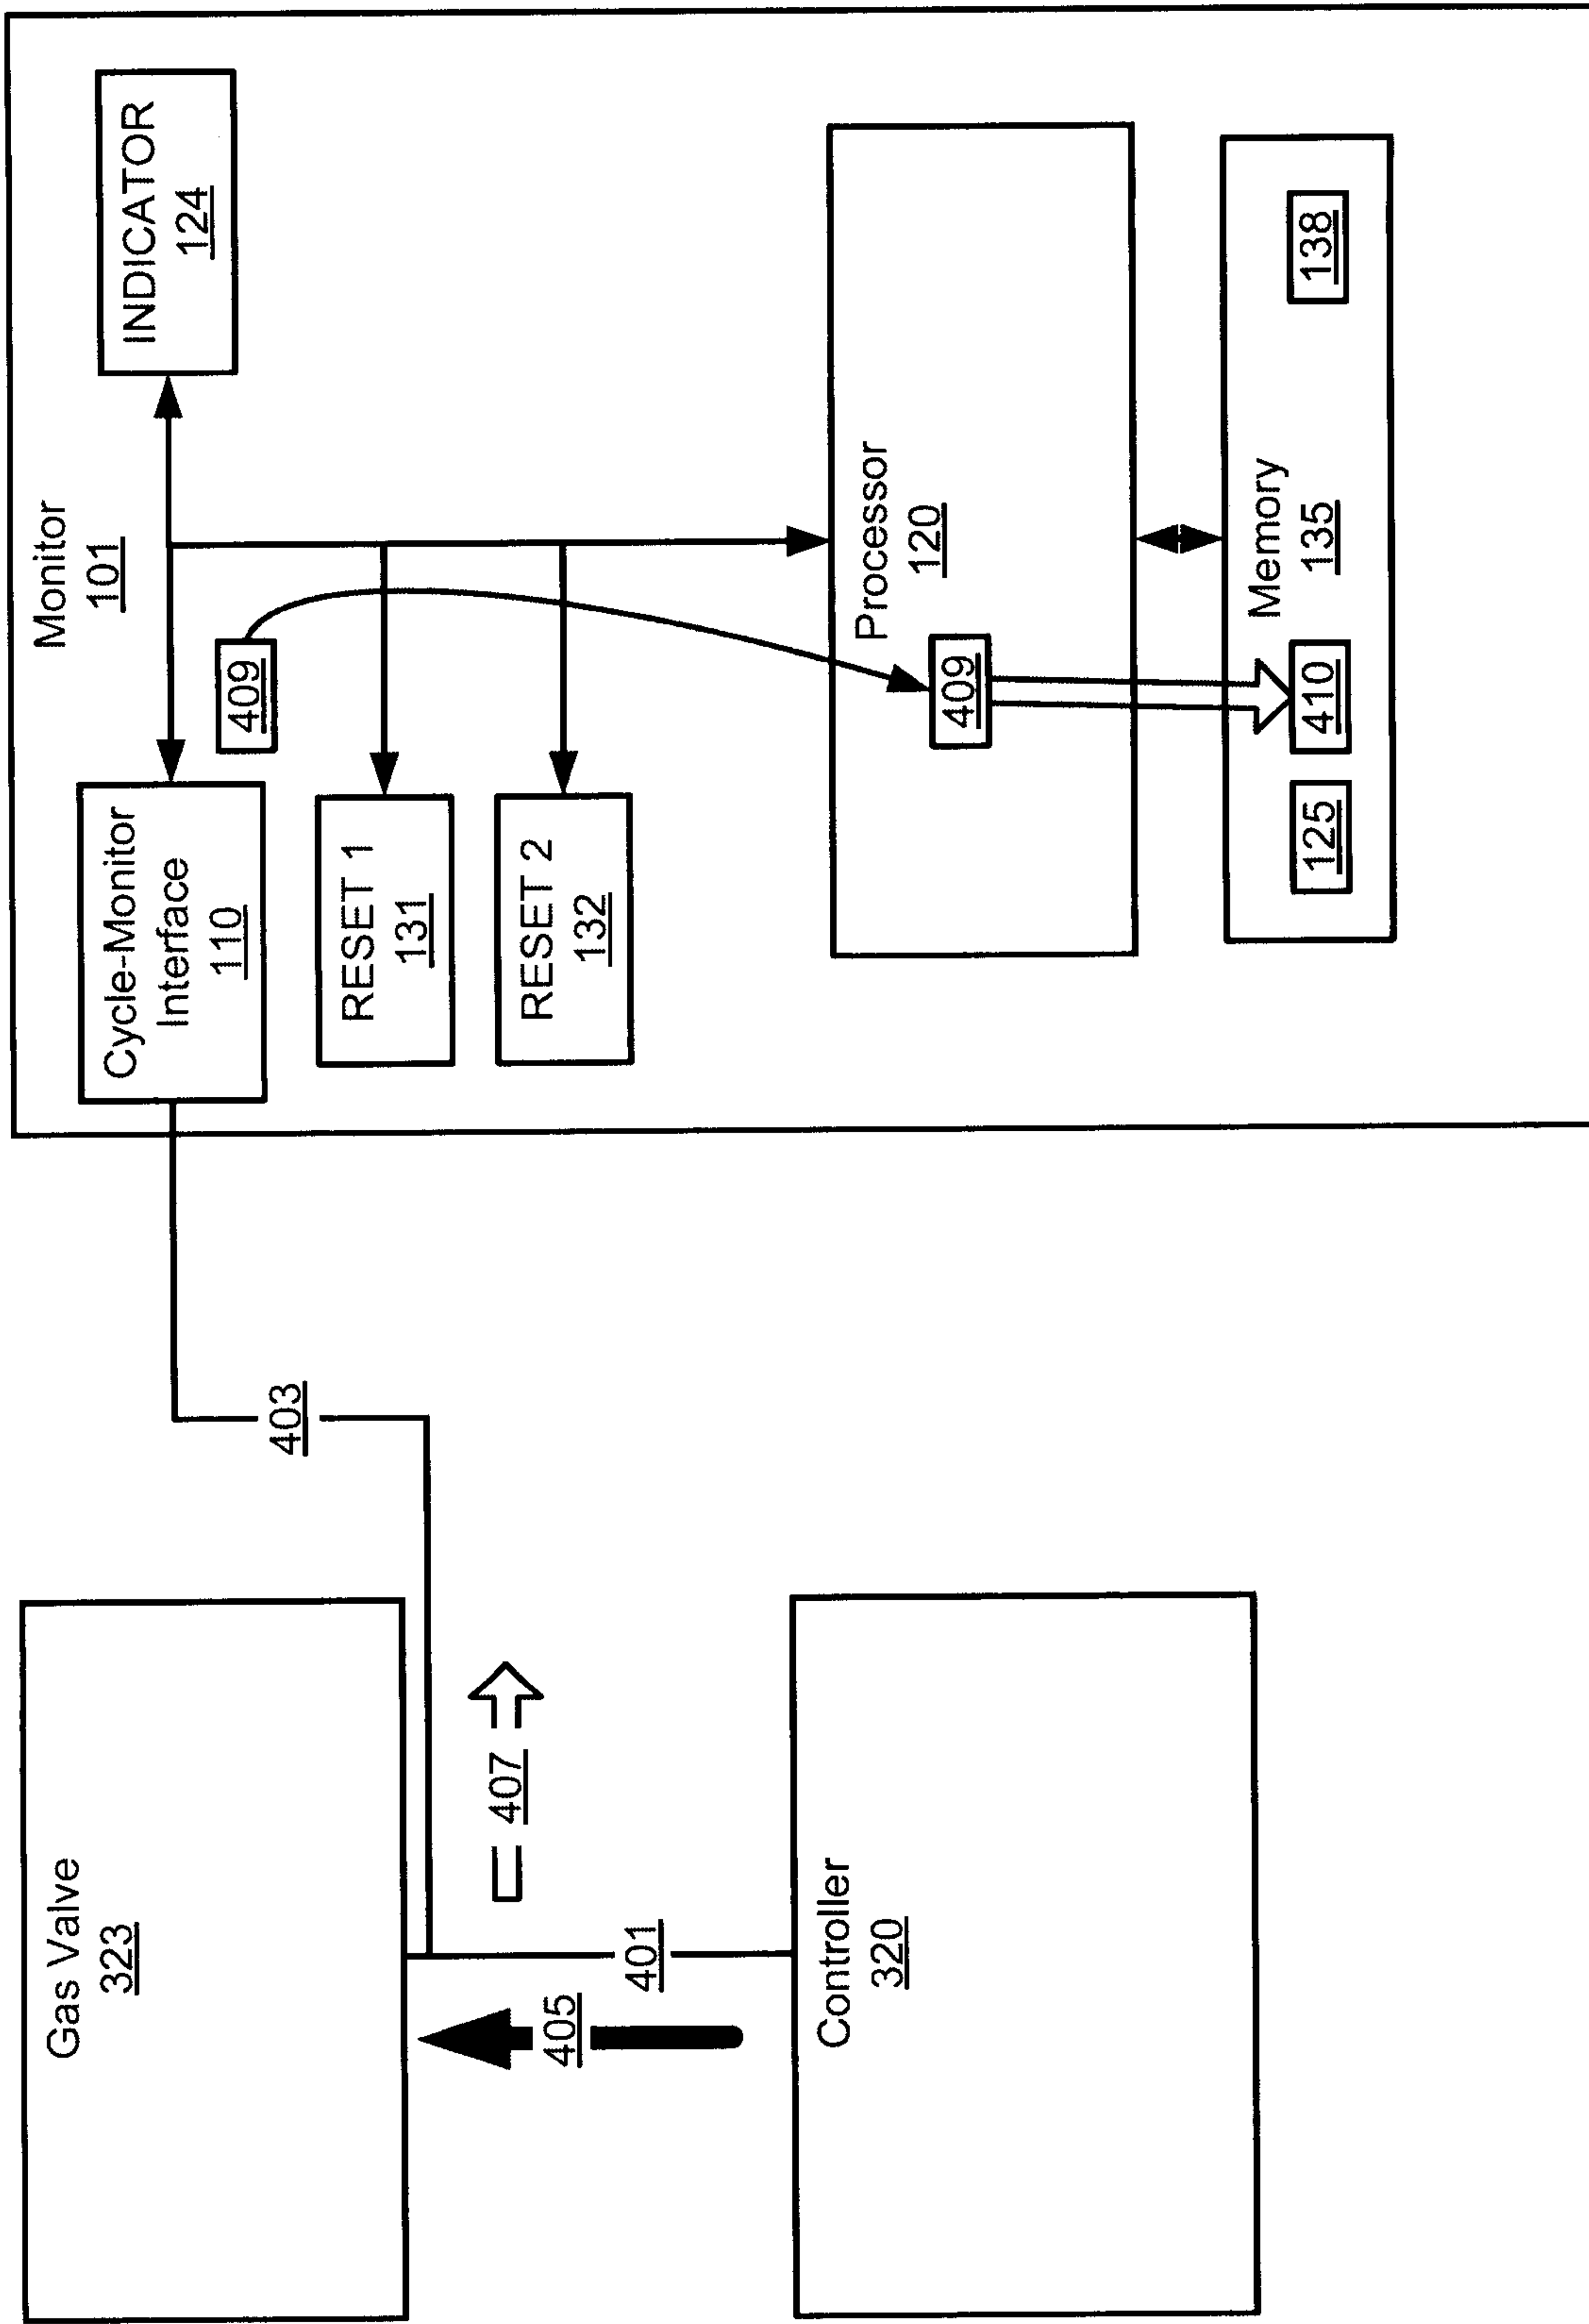 Gas Valve
323
405
401
407
Controller
320
403
Monitor
101
Cycle-Monitor
Interface
110
INDICATOR
124
409
RESET 1
131
RESET 2
132
Processor
120
409
Memory
135
125
410
138